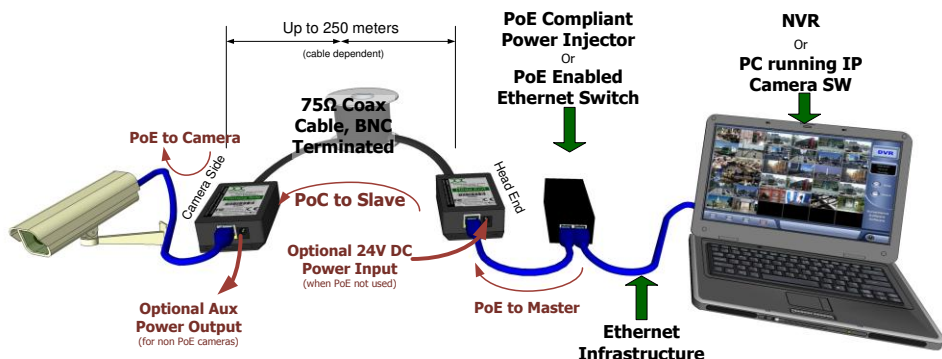 Up to 250 meters
(cable dependent)
PoE Compliant
Power Injector
Or
PoE Enabled
Ethernet Switch
NVR
Or
PC running IP
Camera SW
75Ω Coax
Cable, BNC
Terminated
PoE to Camera
Camera Side
PoC to Slave
Head End
DVR
Optional 24V DC
Power Input
(when PoE not used)
Optional Aux
Power Output
(for non PoE cameras)
PoE to Master
Ethernet
Infrastructure